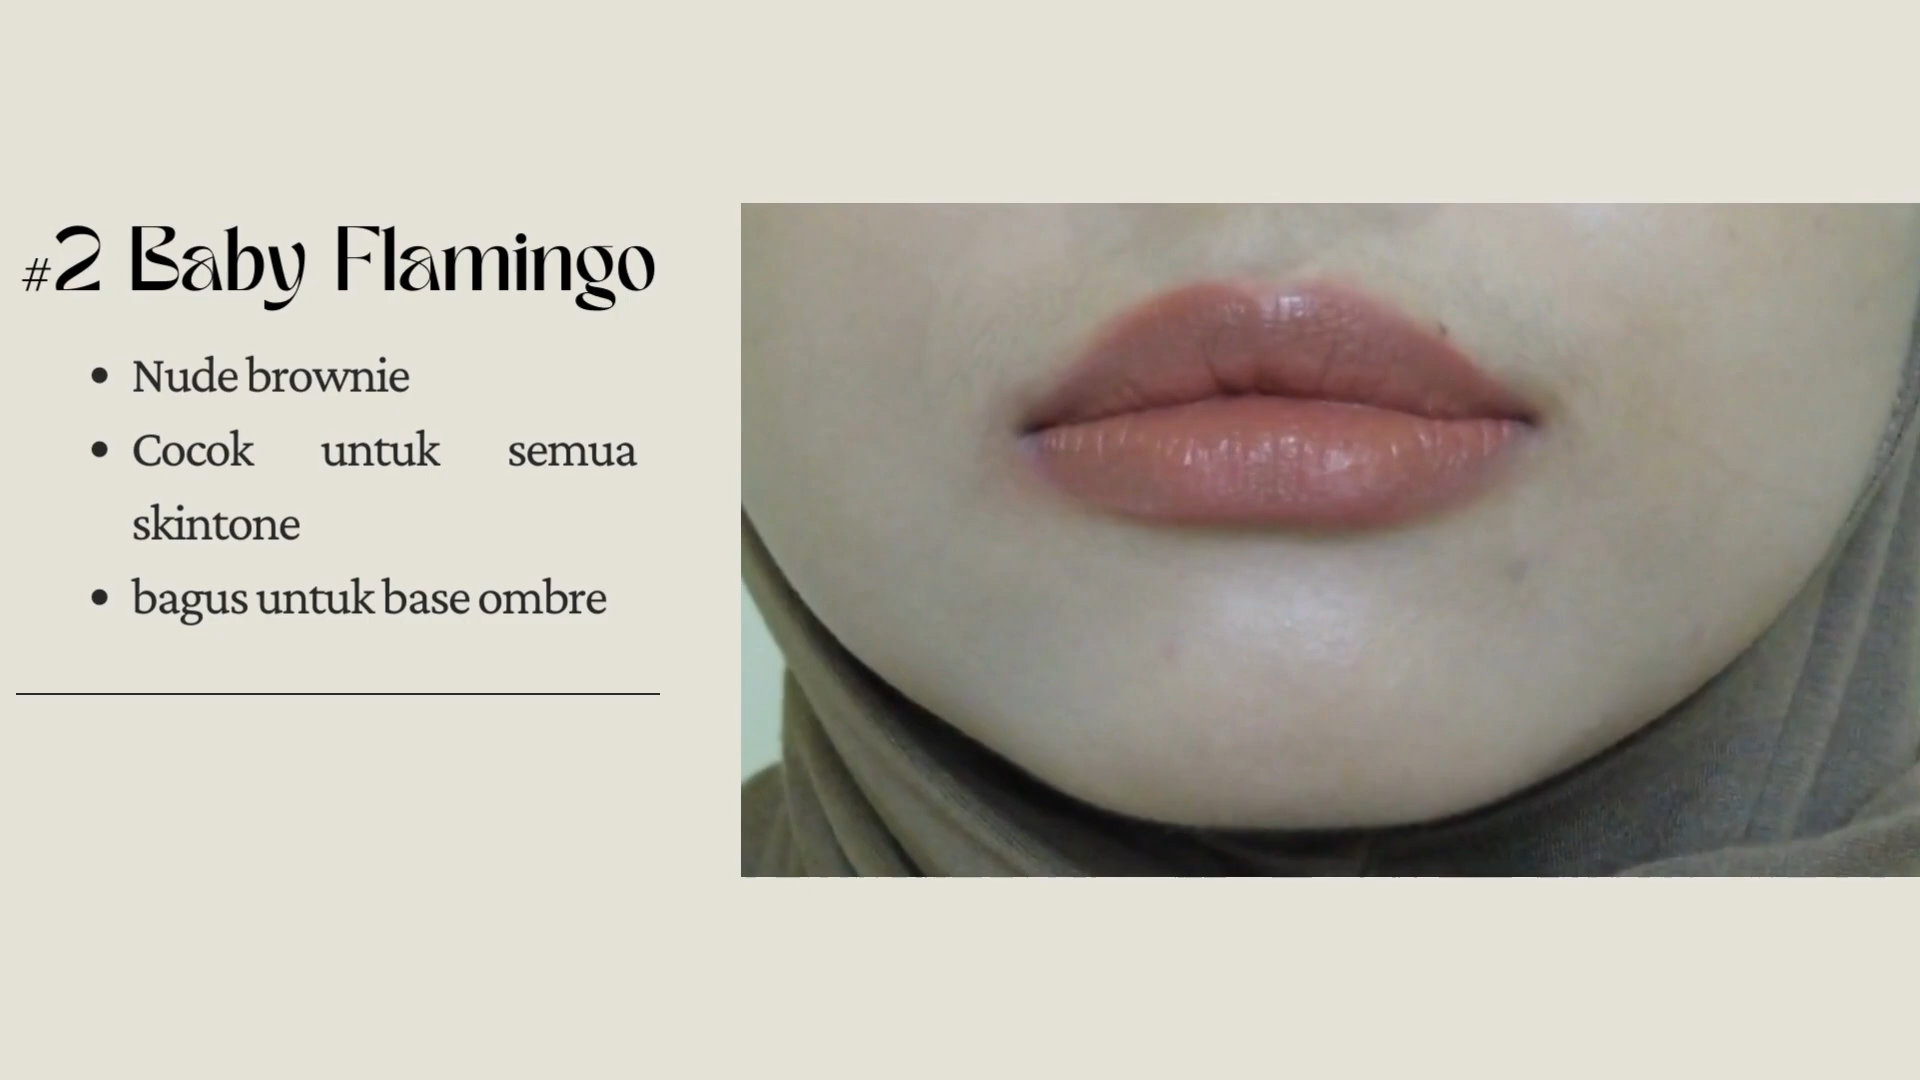 #2 Baby Flamingo
• Nude brownie
• Cocok untuk semua
skintone
• bagus untuk base ombre